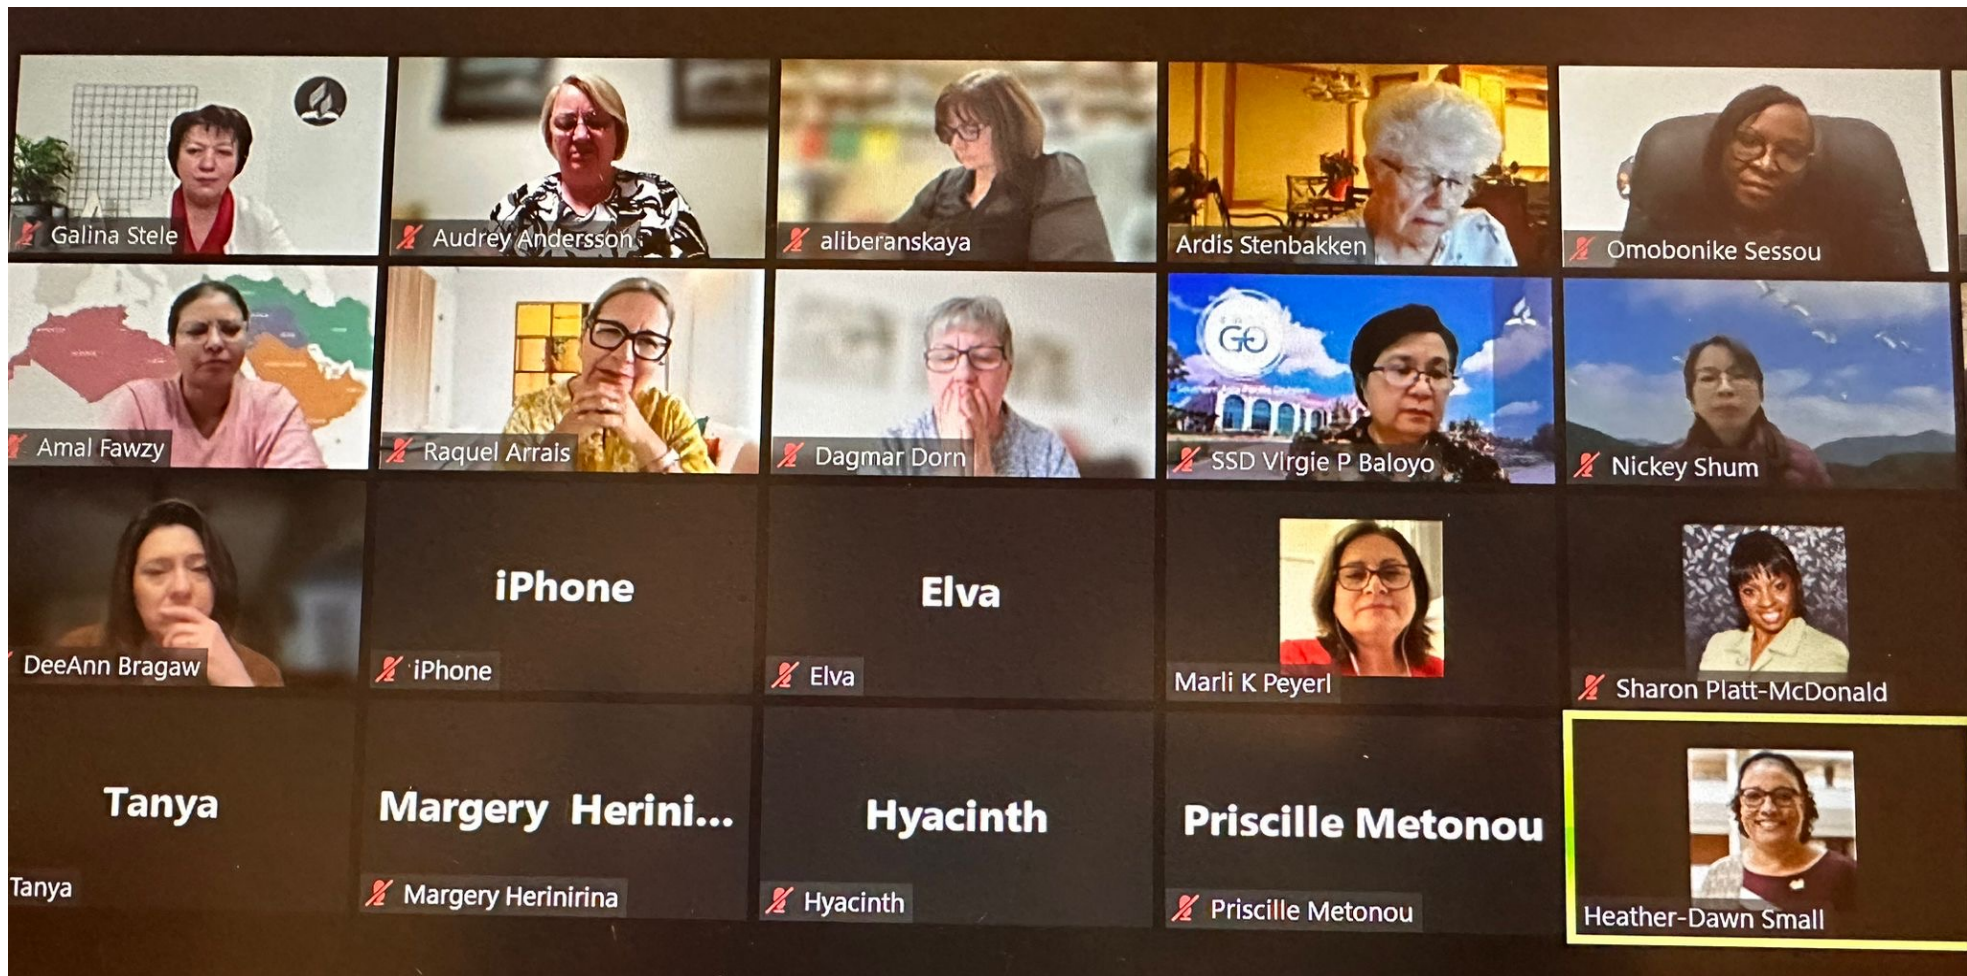 Galina Stele
Audrey Andersson
aliberanskaya
Ardis Stenbakken
Omobonike Sessou
Amal Fawzy
Raquel Arrais
Dagmar Dorn
GO
SSD Virgie P Baloyo
Nickey Shum
DeeAnn Bragaw
iPhone
iPhone
Elva
Elva
Marli K Peyerl
Sharon Platt-McDonald
Tanya
Tanya
Margery Herini...
Margery Herinirina
Hyacinth
Hyacinth
Priscille Metonou
Priscille Metonou
Heather-Dawn Small